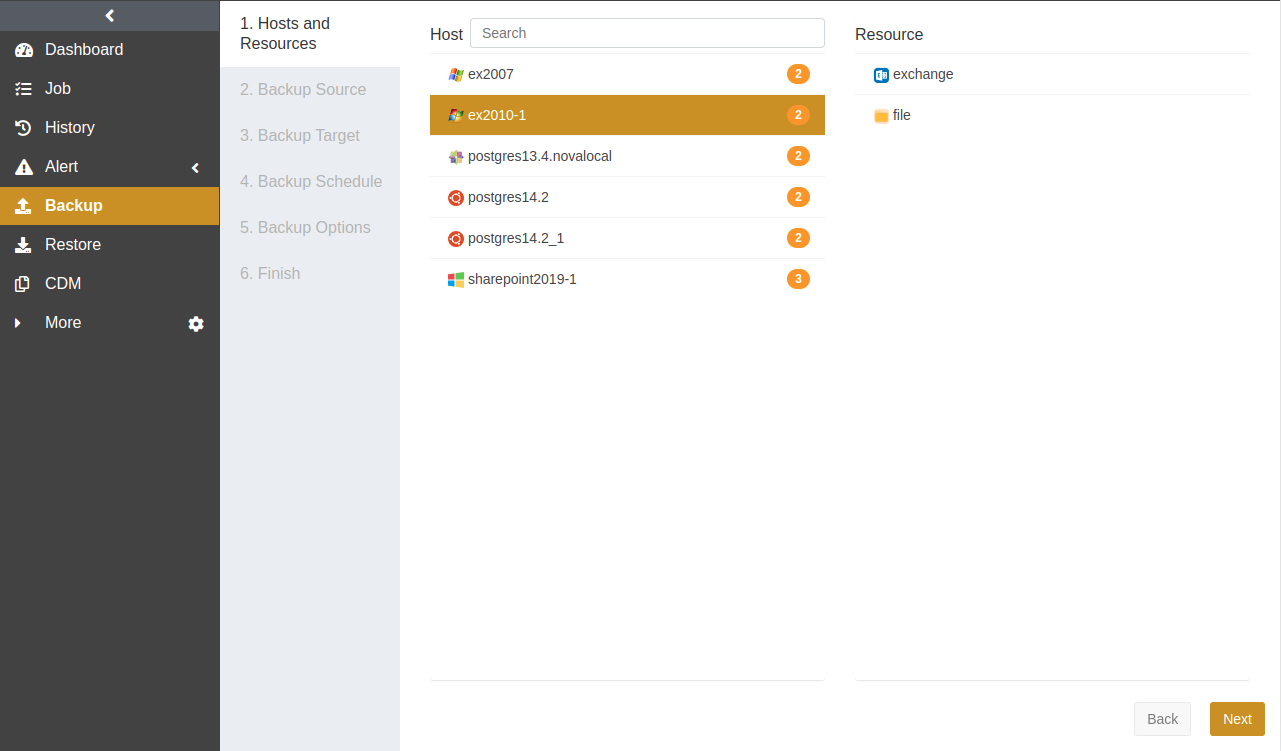 Dashboard
Job
History
Alert
Backup
Restore
CDM
More
1. Hosts and
Resources
2. Backup Source
3. Backup Target
4. Backup Schedule
5. Backup Options
6. Finish
Host Search
ex2007 2
ex2010-1 2
postgres13.4.novalocal 2
postgres14.2 2
postgres14.2_1 2
sharepoint2019-1 3
Resource
exchange
file
Back Next